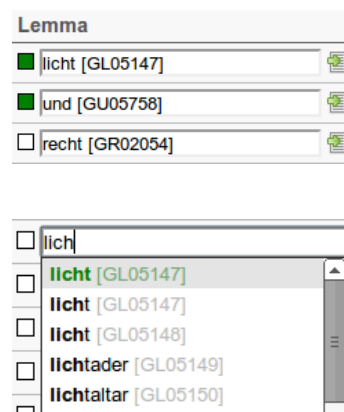 Lemma
licht [GL05147]
und [GU05758]
recht [GR02054]
lich
licht [GL05147]
licht [GL05147]
licht [GL05148]
lichtader [GL05149]
lichtaltar [GL05150]